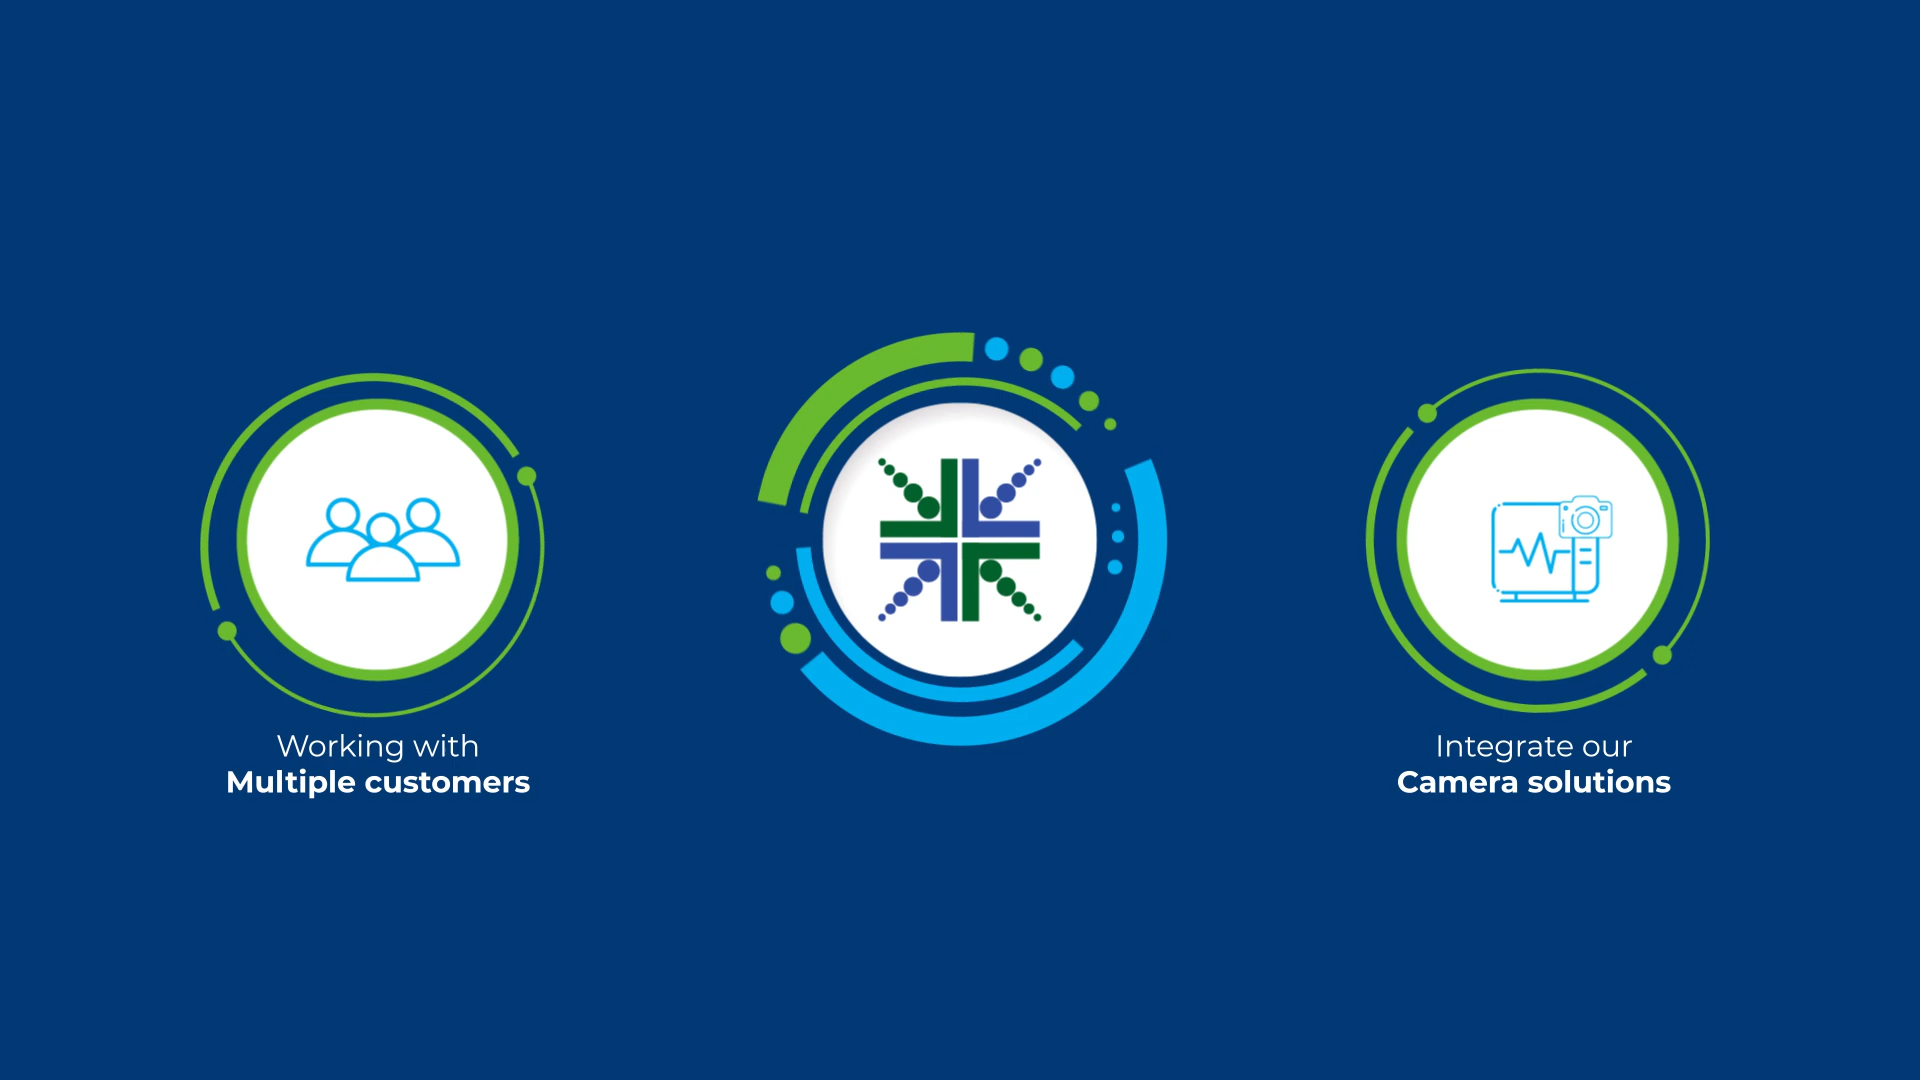 Working with
Multiple customers
Integrate our
Camera solutions